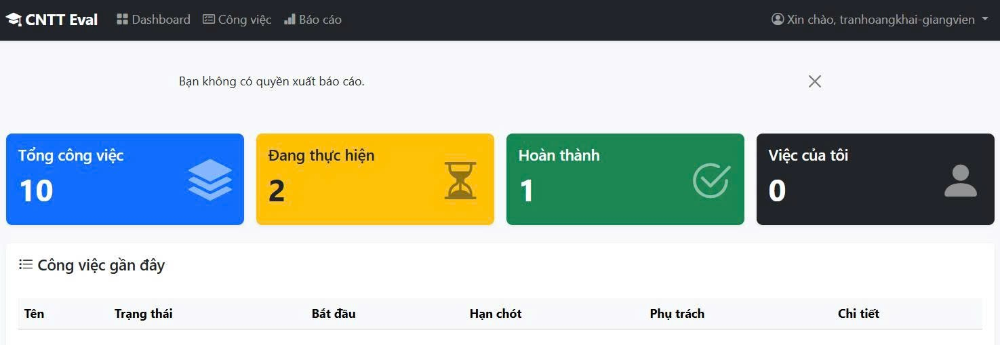 CNTT Eval Dashboard Công việc Báo cáo Xin chào, tranhoangkhai-giangvien
Bạn không có quyền xuất báo cáo.
Tổng công việc
10
Đang thực hiện
2
Hoàn thành
1
Việc của tôi
0
Công việc gần đây
Tên Trạng thái Bắt đầu Hạn chót Phụ trách Chi tiết